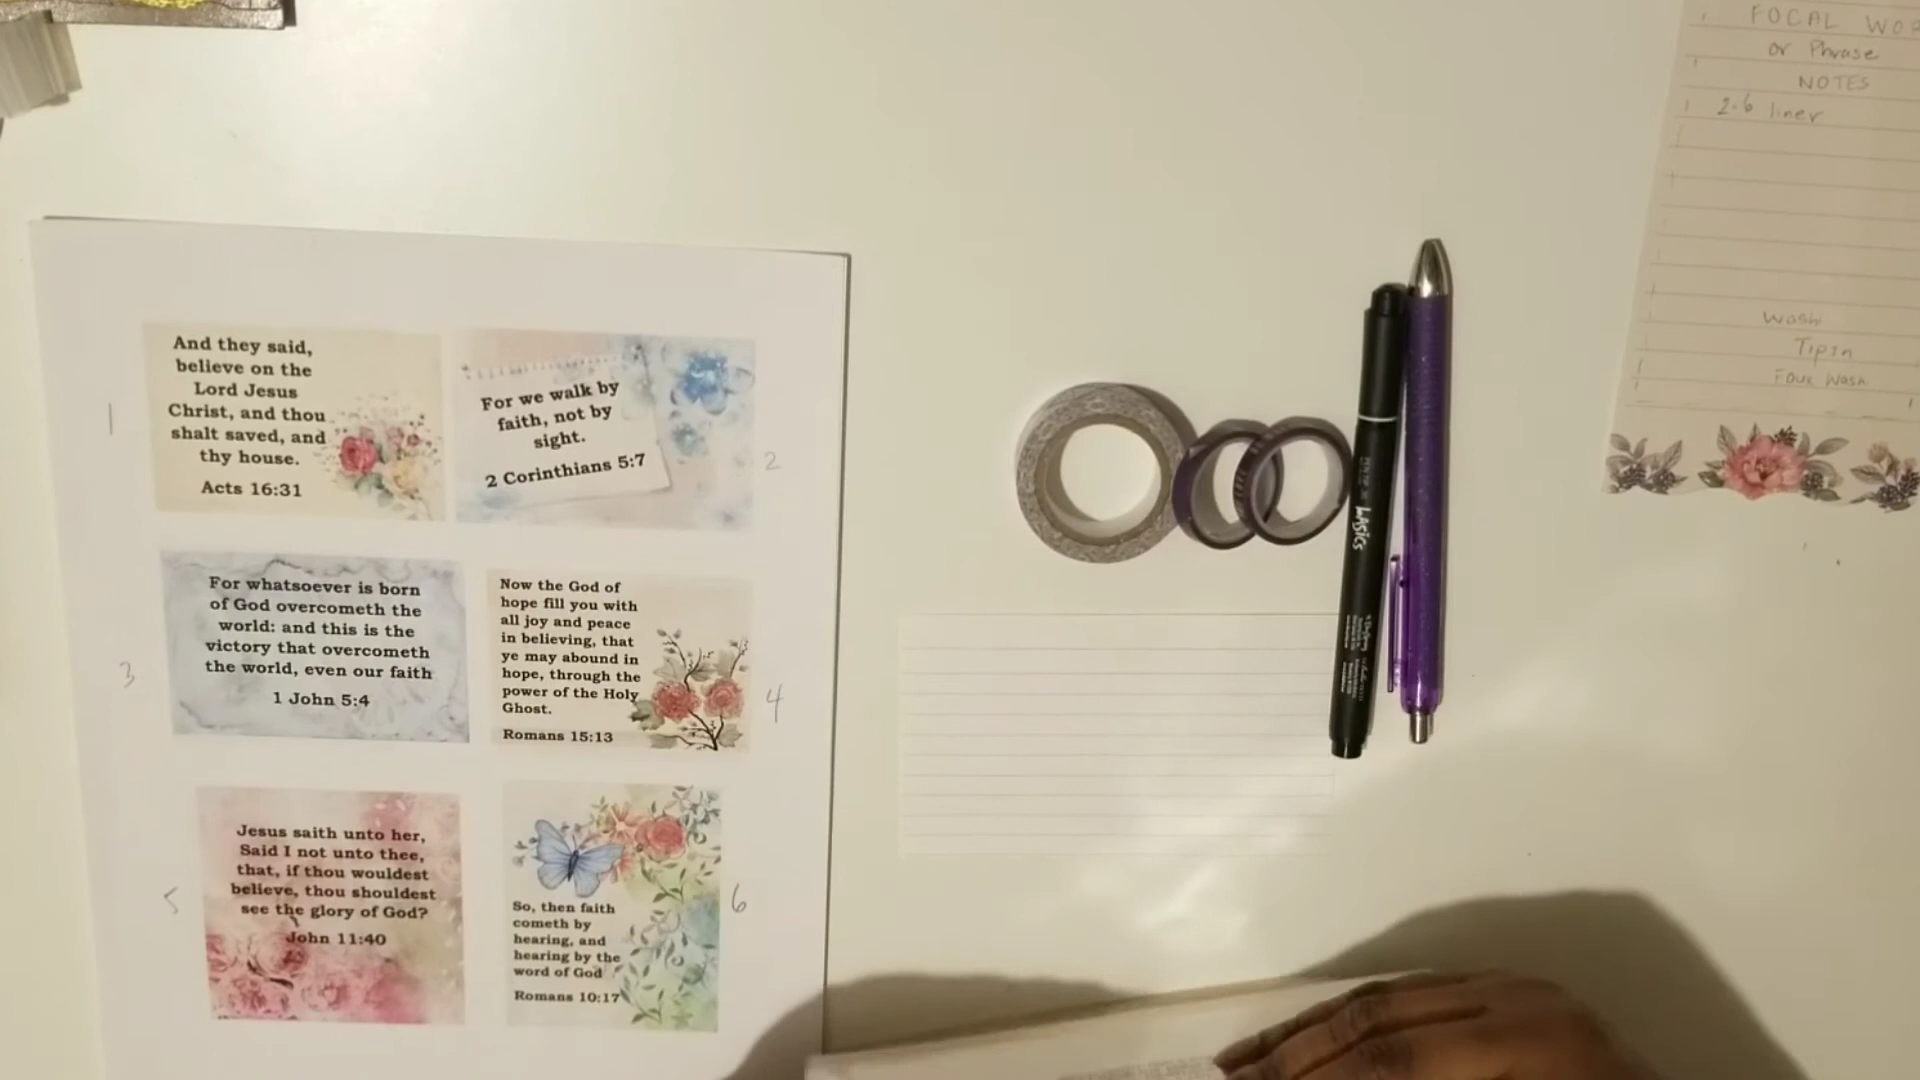 And they said,
believe on the
Lord Jesus
Christ, and thou
shalt saved, and
thy house.
Acts 16:31
1
For we walk by
faith, not by
sight.
2 Corinthians 5:7
2
For whatsoever is born
of God overcometh the
world: and this is the
victory that overcometh
the world, even our faith
1 John 5:4
3
Now the God of
hope fill you with
all joy and peace
in believing, that
ye may abound in
hope, through the
power of the Holy
Ghost.
Romans 15:13
4
Jesus saith unto her,
Said I not unto thee,
that, if thou wouldest
believe, thou shouldest
see the glory of God?
John 11:40
5
So, then faith
cometh by
hearing, and
hearing by the
word of God
Romans 10:17
6
BASICS
FOCAL WOR
or Phrase
NOTES
2-6 liner
Washi
Tip In
Faux Wash